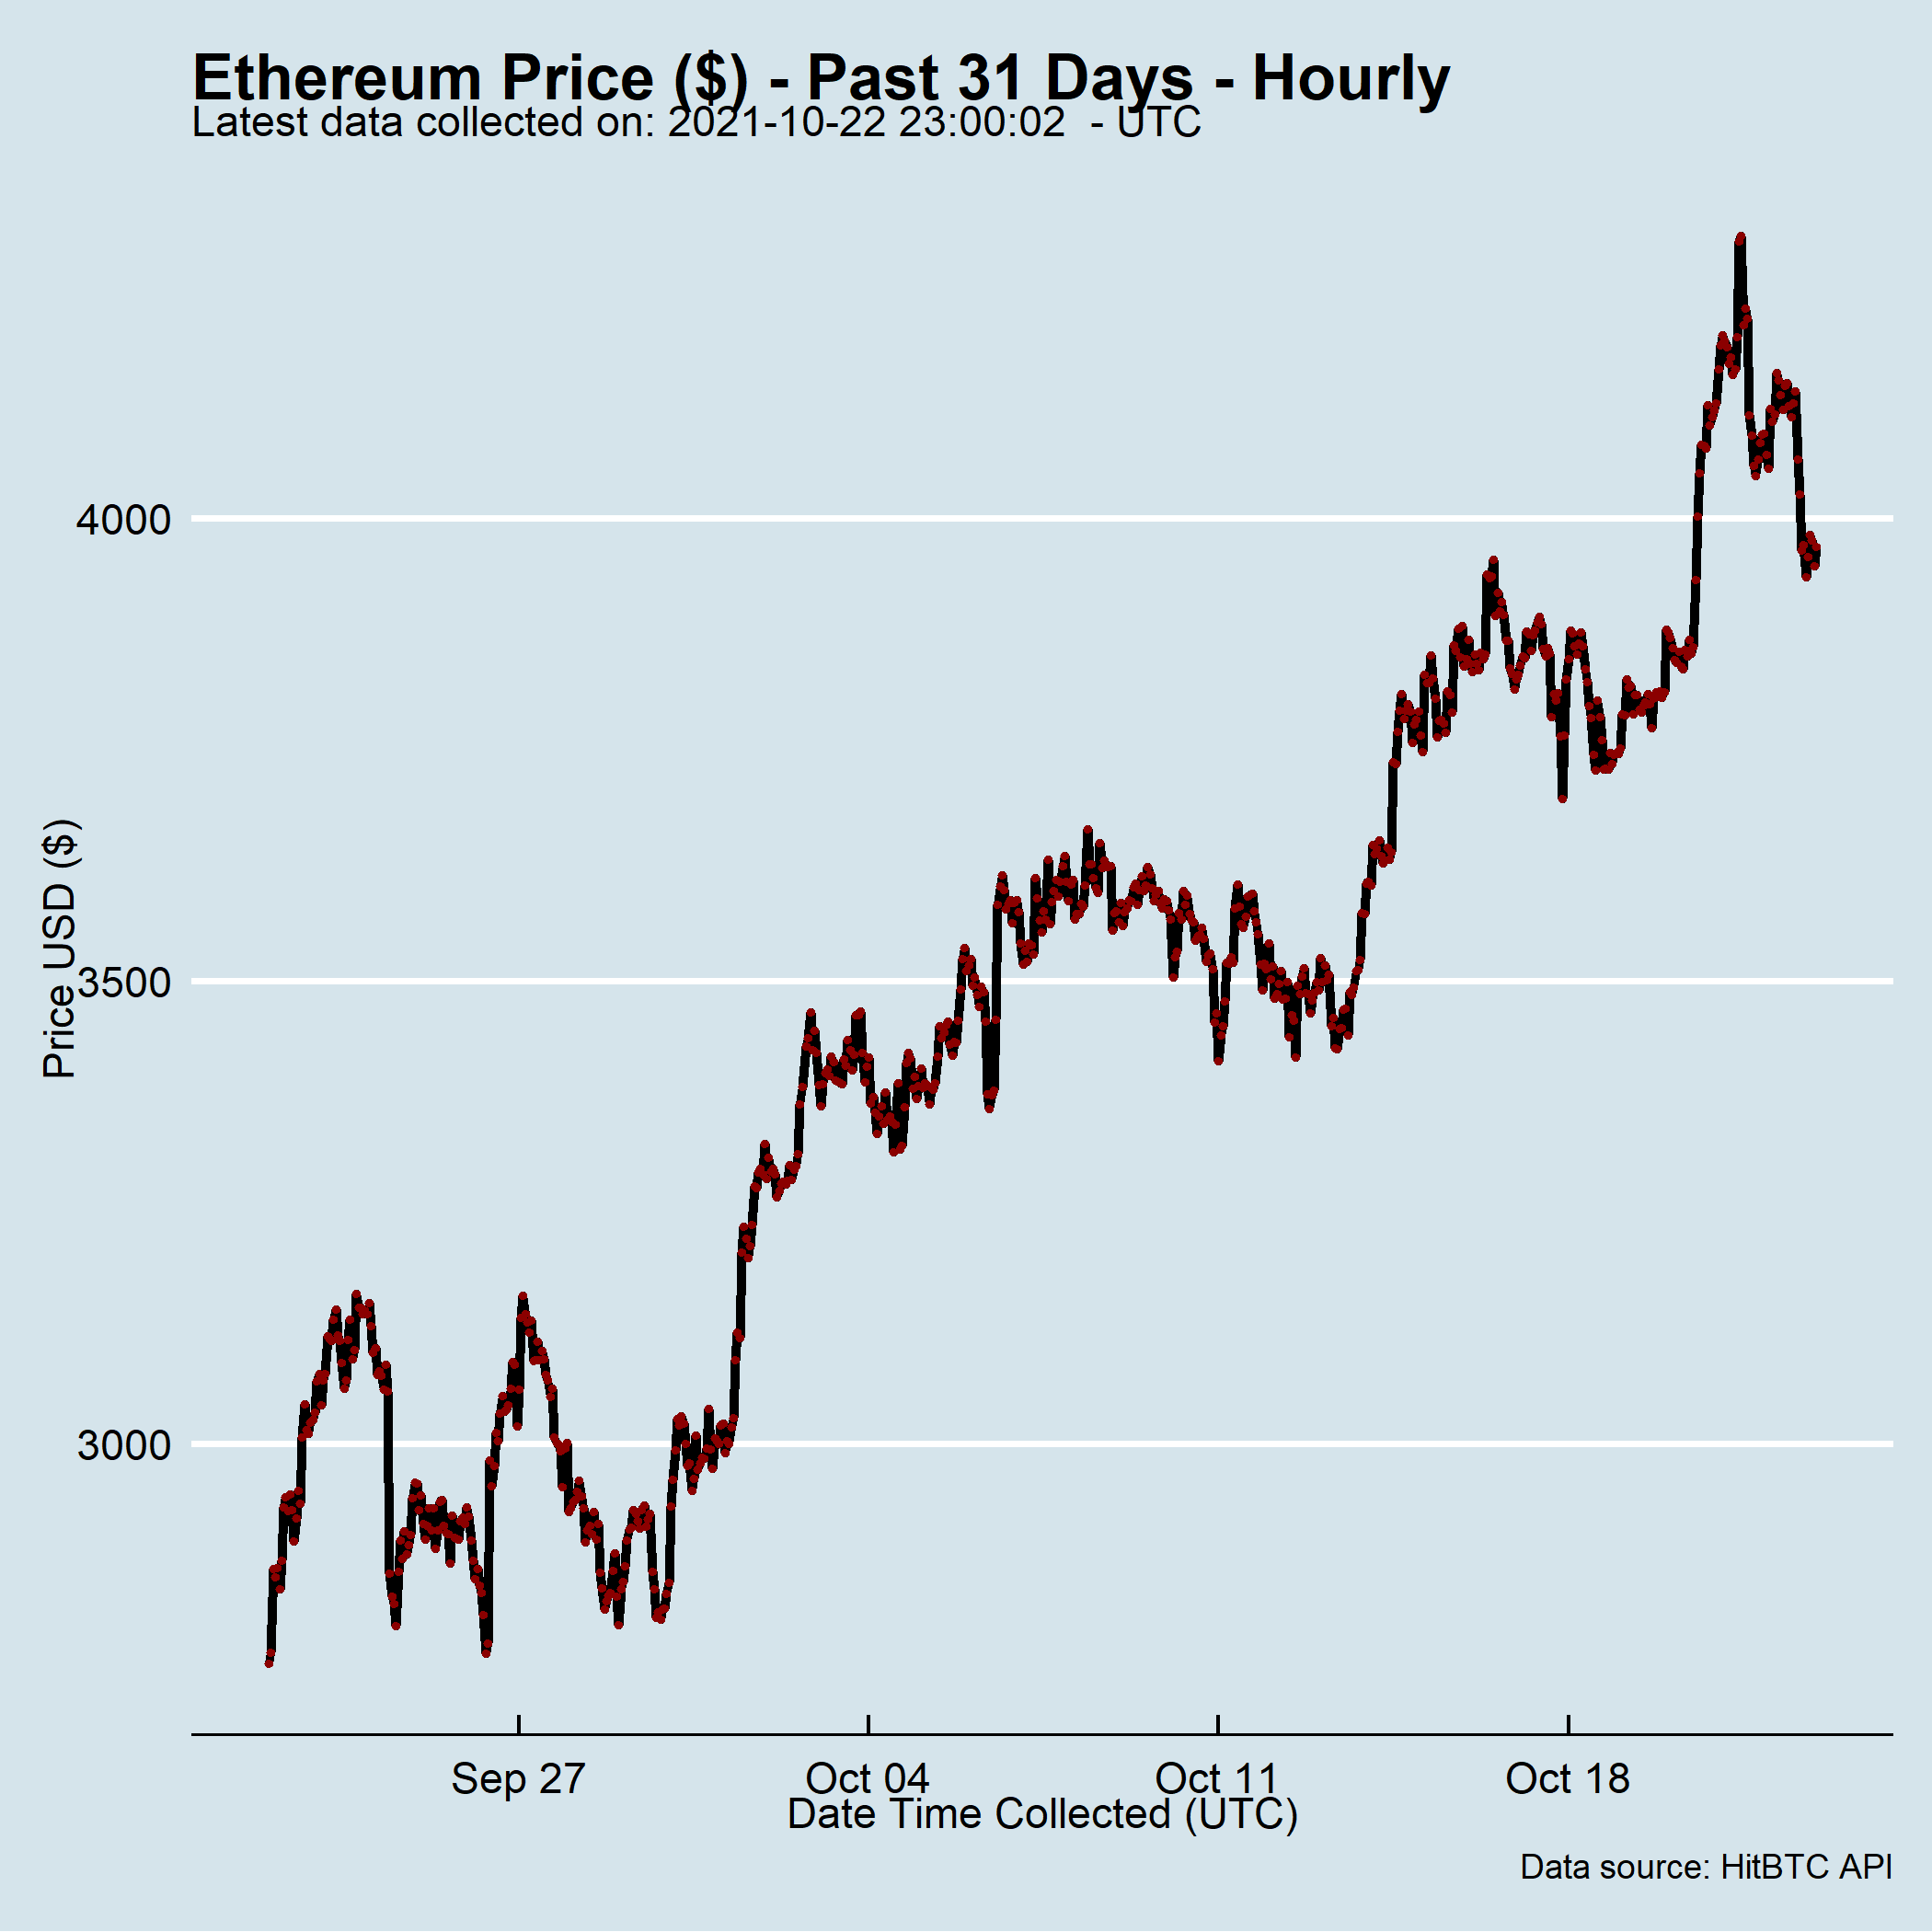 Ethereum Price ($) - Past 31 Days - Hourly
Latest data collected on: 2021-10-22 23:00:02  - UTC
Price USD ($)
4000
3500
3000
Sep 27
Oct 04
Oct 11
Oct 18
Date Time Collected (UTC)
Data source: HitBTC API